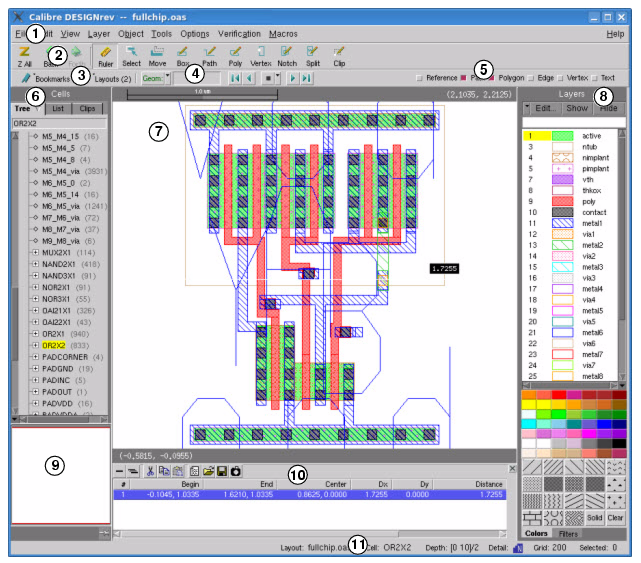 Calibre DESIGNrev -- fullchip.oas
File Edit View Layer Object Tools Options Verification Macros Help
1
Z All Back Ruler Select Move Box Path Poly Vertex Notch Split Clip
2
Bookmarks Layouts (2) Geom:
3
4
Reference Path Polygon Edge Vertex Text
5
6
Cells
Tree List Clips
OR2X2
M5_M4_15 (16)
M5_M4_5 (7)
M5_M4_8 (4)
M5_M4_via (3931)
M6_M5_0 (2)
M6_M5_14 (16)
M6_M5_via (1241)
M7_M6_via (72)
M8_M7_via (37)
M9_M8_via (6)
MUX2X1 (114)
NAND2X1 (418)
NAND3X1 (91)
NOR2X1 (91)
NOR3X1 (55)
OAI21X1 (326)
OAI22X1 (43)
OR2X1 (940)
OR2X2 (833)
PADCORNER (4)
PADGND (19)
PADINC (5)
PADOUT (1)
PADVDD (16)
9
1.0 um
(2.1035, 2.2125)
7
1.7255
(-0.5815, -0.0955)
10
# Begin End Center Dx Dy Distance
1 -0.1045, 1.0335 1.6210, 1.0335 0.8625, 0.0000 1.7255 0.0000 1.7255
Layers
8
Edit... Show Hide
1 active
3 ntub
4 nimplant
5 pimplant
7 vth
8 thkox
9 poly
10 contact
11 metal1
12 via1
13 metal2
14 via2
15 metal3
16 via3
17 metal4
18 via4
19 metal5
20 via5
21 metal6
22 via6
23 metal7
24 via7
25 metal8
Solid Clear
Colors Filters
11
Layout: fullchip.oas Cell: OR2X2 Depth: [0 10]/2 Detail: Grid: 200 Selected: 0